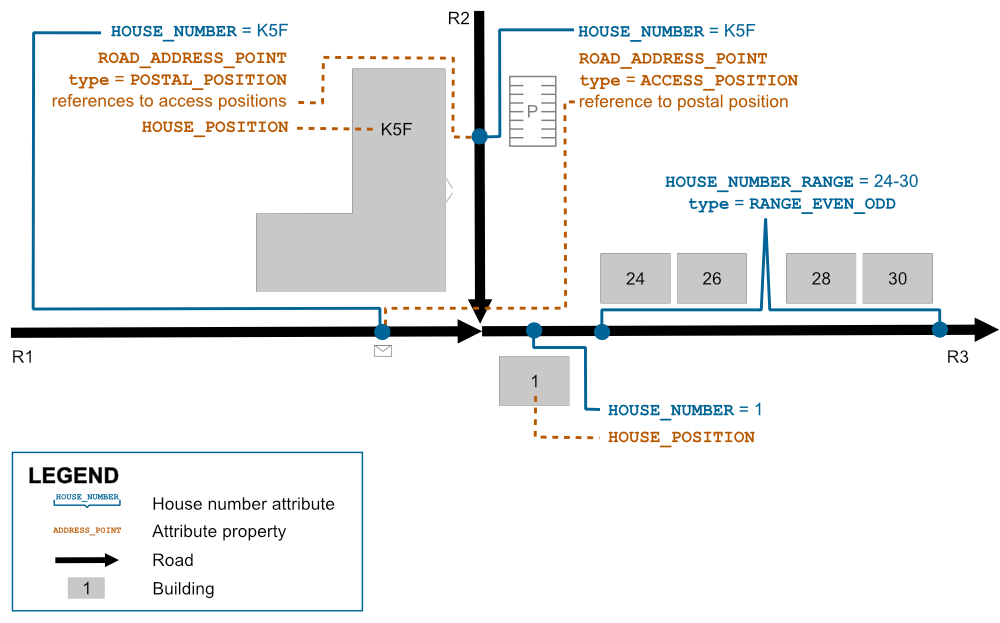 HOUSE_NUMBER = K5F
ROAD_ADDRESS_POINT
type = POSTAL_POSITION
references to access positions
HOUSE_POSITION
K5F
R2
HOUSE_NUMBER = K5F
ROAD_ADDRESS_POINT
type = ACCESS_POSITION
reference to postal position
P
HOUSE_NUMBER_RANGE = 24-30
type = RANGE_EVEN_ODD
24
26
28
30
R1
R3
1
HOUSE_NUMBER = 1
HOUSE_POSITION
LEGEND
HOUSE_NUMBER
House number attribute
ADDRESS_POINT
Attribute property
Road
1
Building